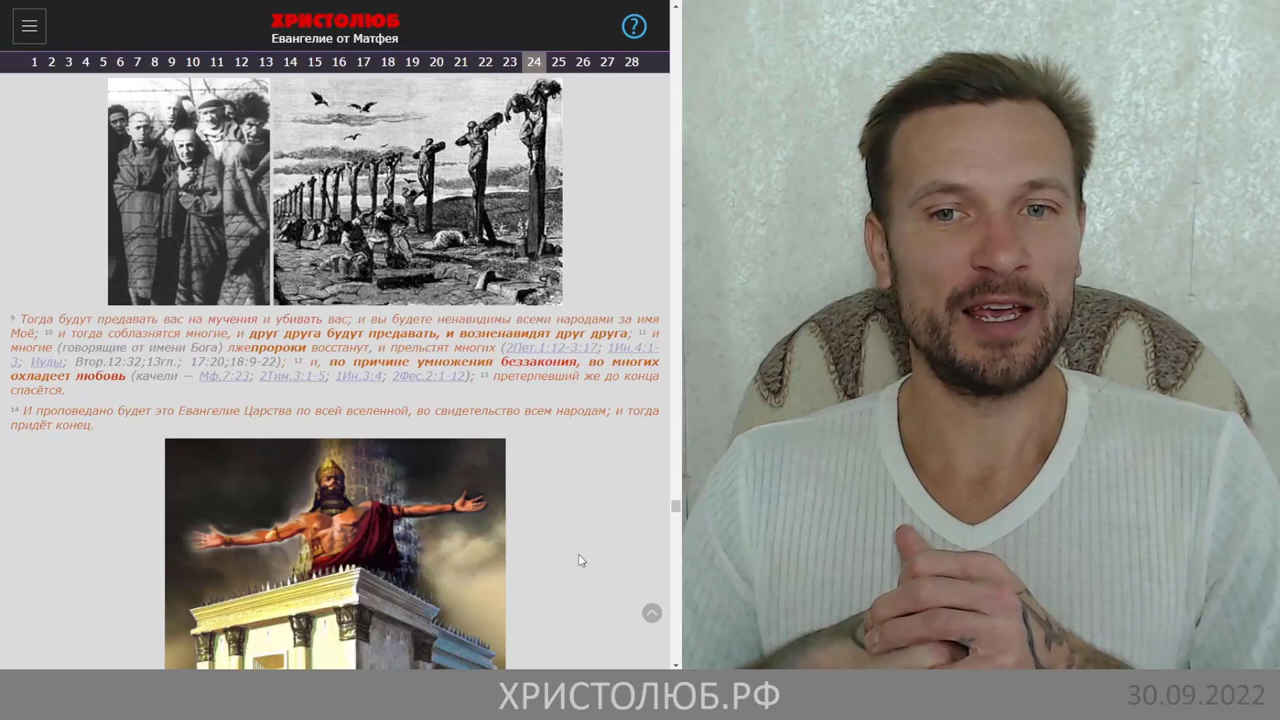 ХРИСТОЛЮБ
Евангелие от Матфея
?
1 2 3 4 5 6 7 8 9 10 11 12 13 14 15 16 17 18 19 20 21 22 23 24 25 26 27 28
⁹ Тогда будут предавать вас на мучения и убивать вас; и вы будете ненавидимы всеми народами за имя
Моё; ¹⁰ и тогда соблазнятся многие, и друг друга будут предавать, и возненавидят друг друга; ¹¹ и
многие (говорящие от имени Бога) лжепророки восстанут, и прельстят многих (2Пет.1:12-3:17; 1Ин.4:1-
3; Иуды; Втор.12:32;13гл.; 17:20;18:9-22); ¹² и, по причине умножения беззакония, во многих
охладеет любовь (качели — Мф.7:23; 2Тим.3:1-5; 1Ин.3:4; 2Фес.2:1-12); ¹³ претерпевший же до конца
спасётся.
¹⁴ И проповедано будет это Евангелие Царства по всей вселенной, во свидетельство всем народам; и тогда
придёт конец.
ХРИСТОЛЮБ.РФ
30.09.2022